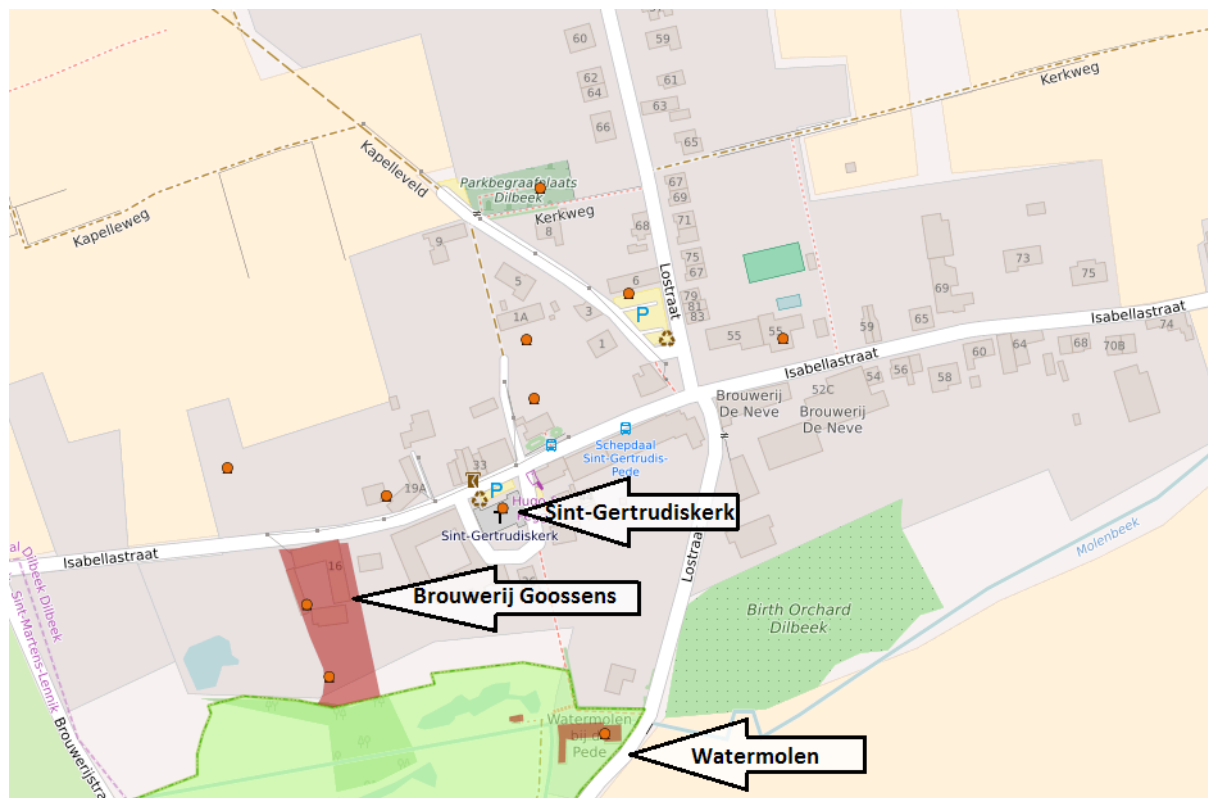 60
59
62
64
61
63
66
65
Kerkweg
Kapelleveld
Parkbegraafplaats
Dilbeek
67
69
Kerkweg
Kapelleweg
9
8
68
71
75
67
73
75
5
6
Lostraat
69
79
81
83
P
1A
3
1
55
55
59
65
Isabellastraat
74
60
64
68
70B
Isabellastraat
54
56
58
52C
Brouwerij
De Neve
Brouwerij
De Neve
Schepdaal
Sint-Gertrudis-
Pede
33
19A
P
Hugo
Sint-Gertrudiskerk
Sint-Gertrudiskerk
Isabellastraat
16
Brouwerij Goossens
Lostraat
Molenbeek
Birth Orchard
Dilbeek
Dilbeek Dilbeek
Sint-Martens-Lennik
Watermolen
Pede
Watermolen